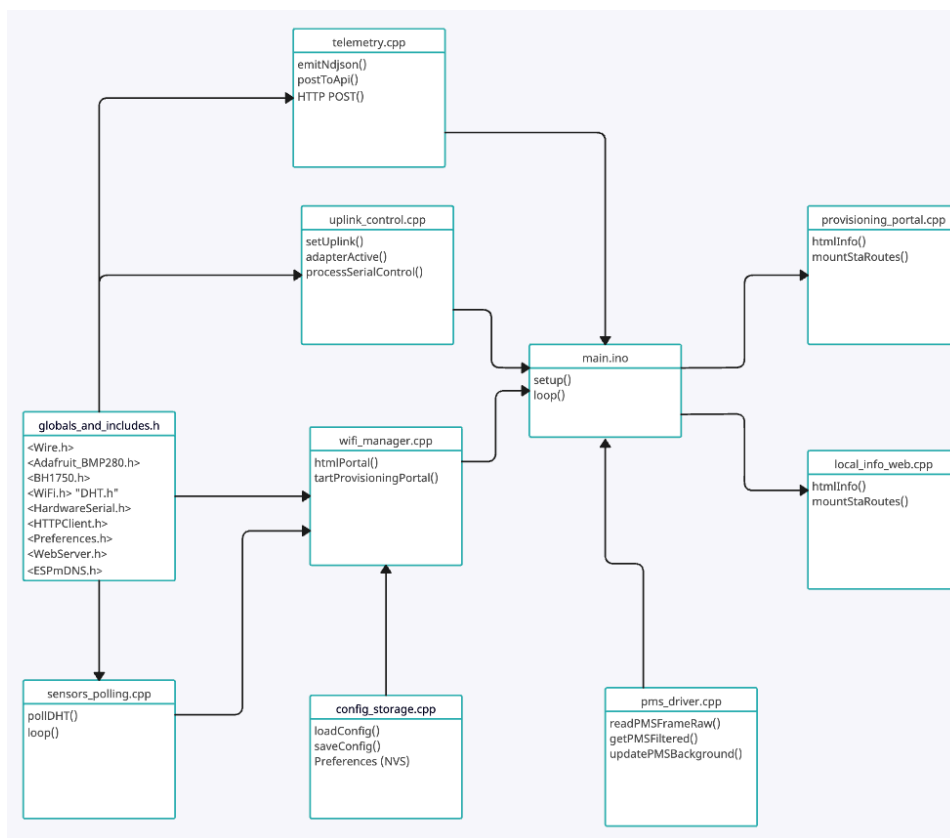 telemetry.cpp
emitNdjson()
postToApi()
HTTP POST()
uplink_control.cpp
setUplink()
adapterActive()
processSerialControl()
provisioning_portal.cpp
htmlInfo()
mountStaRoutes()
main.ino
setup()
loop()
globals_and_includes.h
<Wire.h>
<Adafruit_BMP280.h>
<BH1750.h>
<WiFi.h> "DHT.h"
<HardwareSerial.h>
<HTTPClient.h>
<Preferences.h>
<WebServer.h>
<ESPmDNS.h>
wifi_manager.cpp
htmlPortal()
tartProvisioningPortal()
local_info_web.cpp
htmlInfo()
mountStaRoutes()
sensors_polling.cpp
pollDHT()
loop()
config_storage.cpp
loadConfig()
saveConfig()
Preferences (NVS)
pms_driver.cpp
readPMSFrameRaw()
getPMSFiltered()
updatePMSBackground()